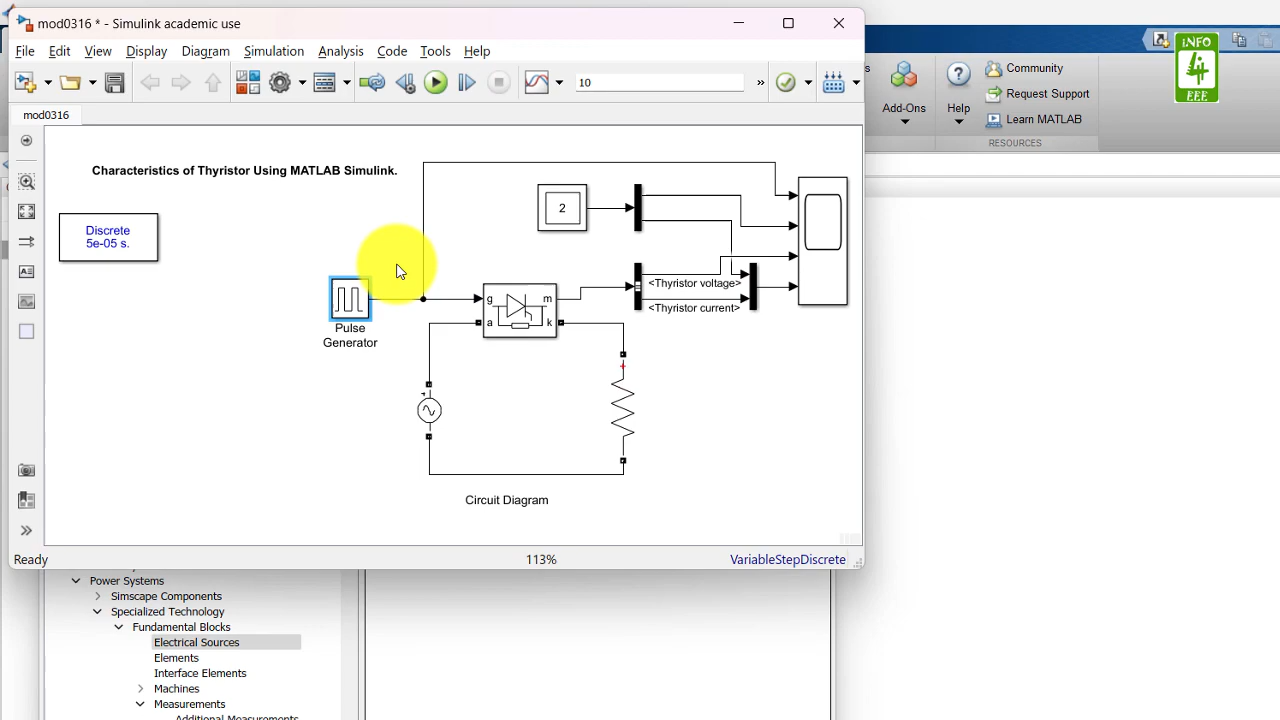 mod0316 * - Simulink academic use
File Edit View Display Diagram Simulation Analysis Code Tools Help
10 »
mod0316
Characteristics of Thyristor Using MATLAB Simulink.
Discrete
5e-05 s.
2
g m
a k
<Thyristor voltage>
<Thyristor current>
Pulse
Generator
+
+
Circuit Diagram
Ready 113% VariableStepDiscrete
INFO
4
EEE
Add-Ons
Help
Community
Request Support
Learn MATLAB
RESOURCES
Power Systems
Simscape Components
Specialized Technology
Fundamental Blocks
Electrical Sources
Elements
Interface Elements
Machines
Measurements
Additional Measurements